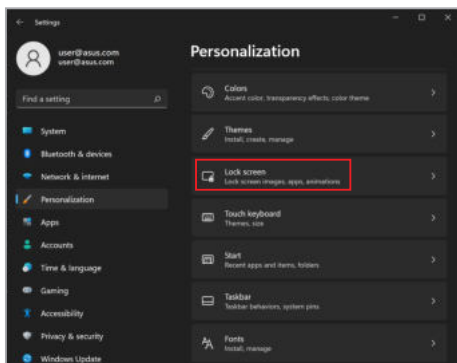 Settings
user@asus.com
user@asus.com
Find a setting
System
Bluetooth & devices
Network & internet
Personalization
Apps
Accounts
Time & language
Gaming
Accessibility
Privacy & security
Windows Update
Personalization
Colors
Accent color, transparency effects, color theme
Themes
Install, create, manage
Lock screen
Lock screen images, apps, animations
Touch keyboard
Themes, size
Start
Recent apps and items, folders
Taskbar
Taskbar behaviors, system pins
Fonts
Install, manage